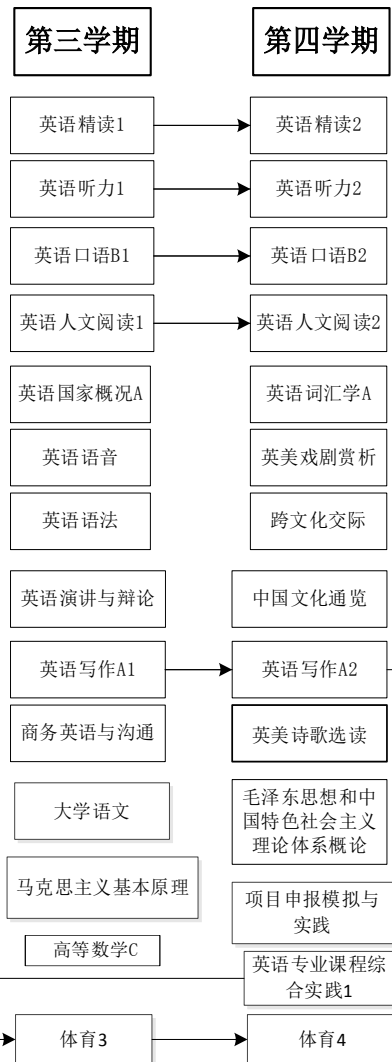 第三学期
第四学期
英语精读1
英语精读2
英语听力1
英语听力2
英语口语B1
英语口语B2
英语人文阅读1
英语人文阅读2
英语国家概况A
英语词汇学A
英语语音
英美戏剧赏析
英语语法
跨文化交际
英语演讲与辩论
中国文化通览
英语写作A1
英语写作A2
商务英语与沟通
英美诗歌选读
大学语文
毛泽东思想和中
国特色社会主义
理论体系概论
马克思主义基本原理
项目申报模拟与
实践
高等数学C
英语专业课程综
合实践1
体育3
体育4